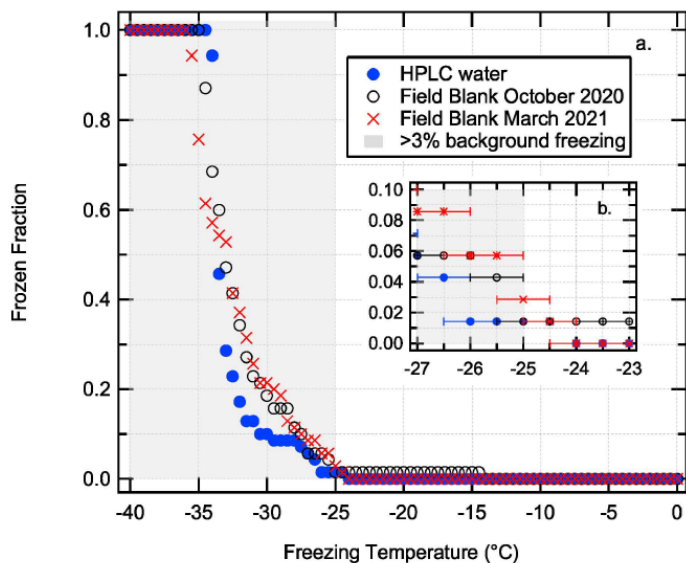 a.
HPLC water
Field Blank October 2020
Field Blank March 2021
>3% background freezing
1.0
0.8
0.6
0.4
0.2
0.0
Frozen Fraction
-40 -35 -30 -25 -20 -15 -10 -5 0
Freezing Temperature (°C)
b.
0.10
0.08
0.06
0.04
0.02
0.00
-27 -26 -25 -24 -23